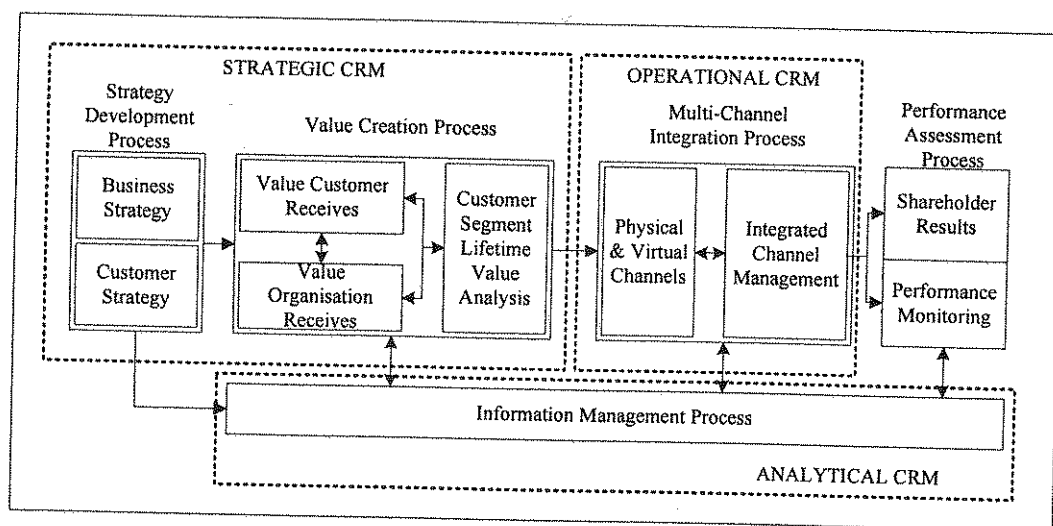 STRATEGIC CRM
Strategy
Development
Process
Business
Strategy
Customer
Strategy
Value Creation Process
Value Customer
Receives
Value
Organisation
Receives
Customer
Segment
Lifetime
Value
Analysis
OPERATIONAL CRM
Multi-Channel
Integration Process
Physical
& Virtual
Channels
Integrated
Channel
Management
Performance
Assessment
Process
Shareholder
Results
Performance
Monitoring
Information Management Process
ANALYTICAL CRM